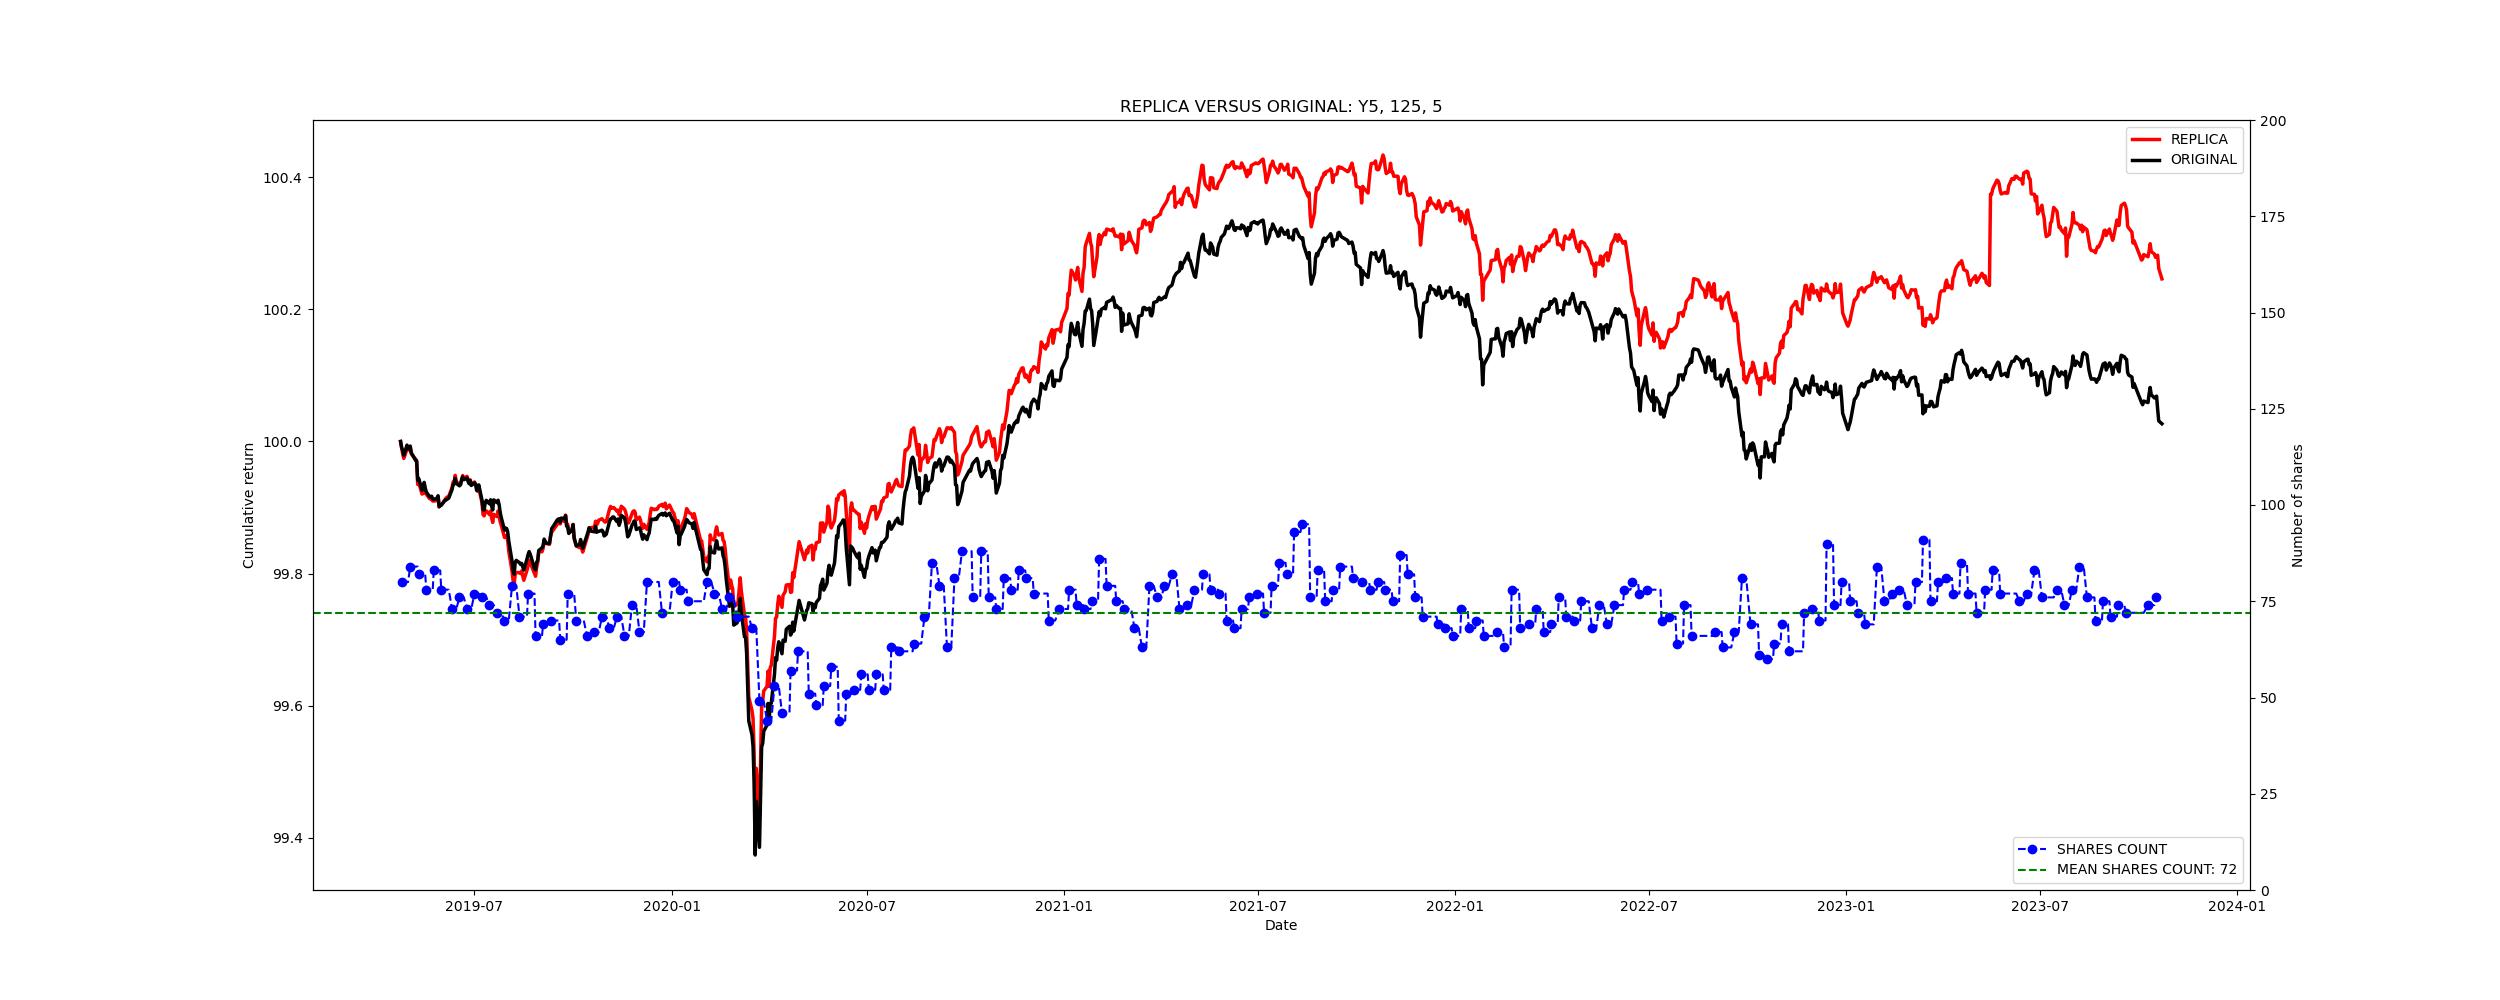 REPLICA VERSUS ORIGINAL: Y5, 125, 5
REPLICA
ORIGINAL
Cumulative return
100.4
100.2
100.0
99.8
99.6
99.4
Number of shares
200
175
150
125
100
75
50
25
0
SHARES COUNT
MEAN SHARES COUNT: 72
2019-07 2020-01 2020-07 2021-01 2021-07 2022-01 2022-07 2023-01 2023-07 2024-01
Date